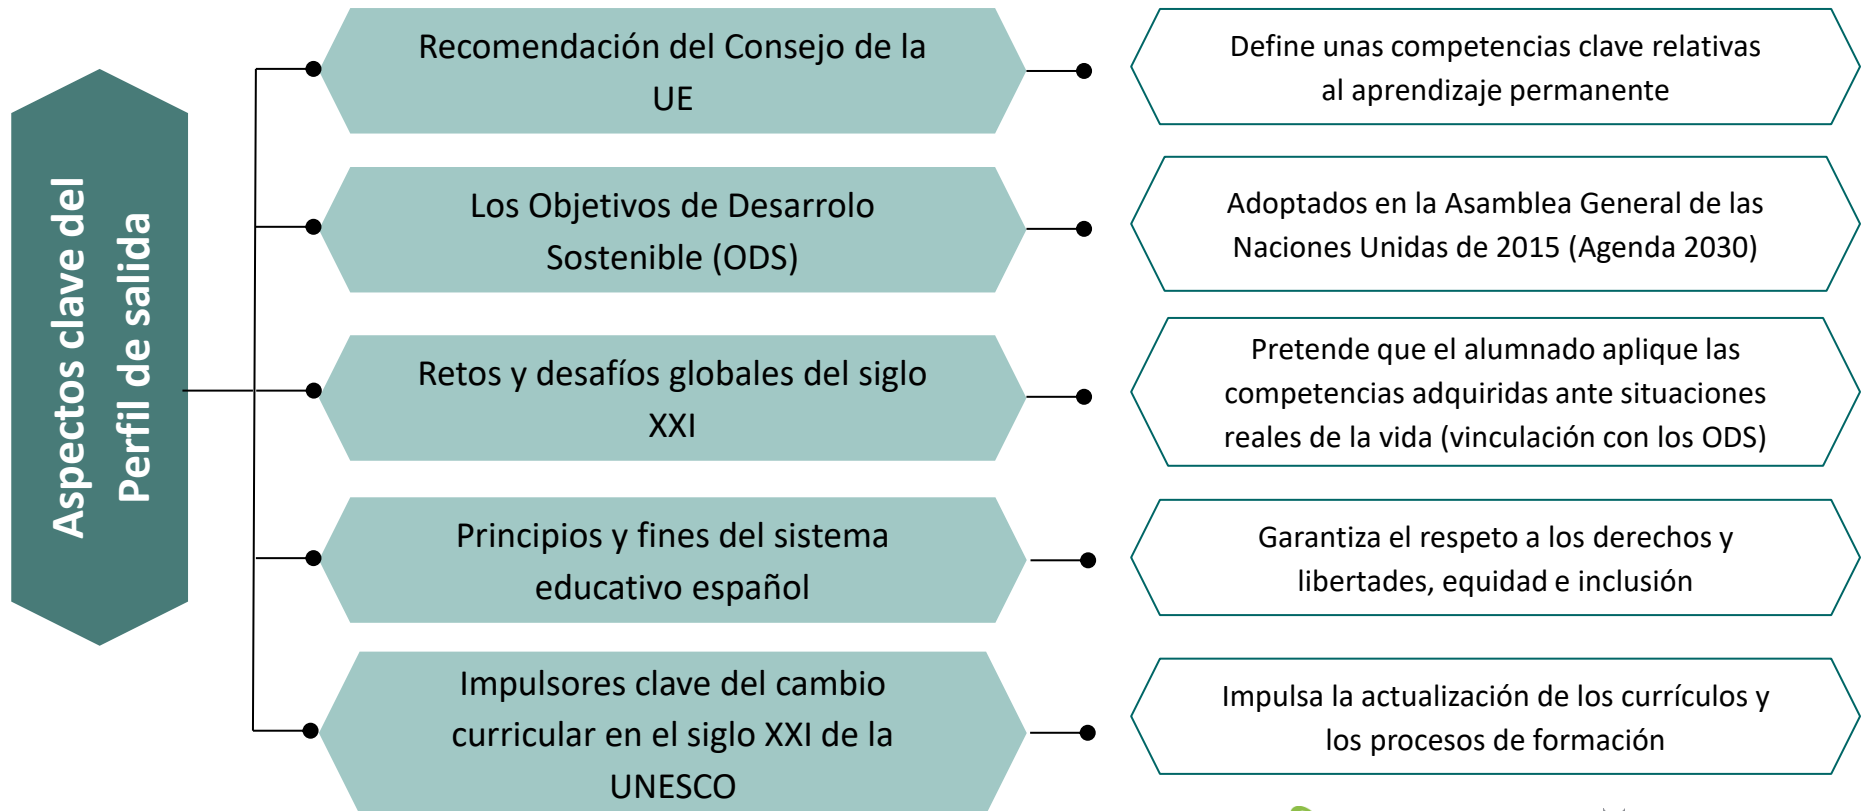 Aspectos clave del
Perfil de salida
Recomendación del Consejo de la
UE
Define unas competencias clave relativas
al aprendizaje permanente
Los Objetivos de Desarrolo
Sostenible (ODS)
Adoptados en la Asamblea General de las
Naciones Unidas de 2015 (Agenda 2030)
Retos y desafíos globales del siglo
XXI
Pretende que el alumnado aplique las
competencias adquiridas ante situaciones
reales de la vida (vinculación con los ODS)
Principios y fines del sistema
educativo español
Garantiza el respeto a los derechos y
libertades, equidad e inclusión
Impulsores clave del cambio
curricular en el siglo XXI de la
UNESCO
Impulsa la actualización de los currículos y
los procesos de formación